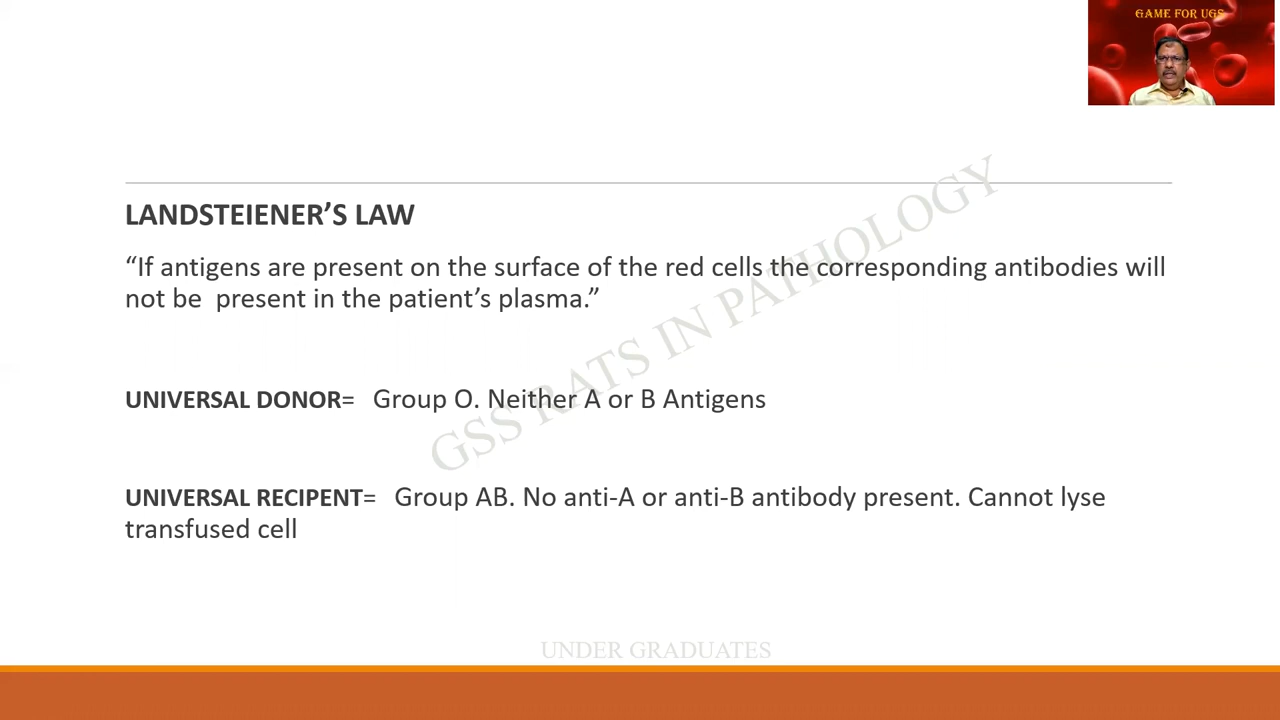 GAME FOR UGS
LANDSTEIENER’S LAW
“If antigens are present on the surface of the red cells the corresponding antibodies will
not be present in the patient’s plasma.”
UNIVERSAL DONOR= Group O. Neither A or B Antigens
UNIVERSAL RECIPENT= Group AB. No anti-A or anti-B antibody present. Cannot lyse
transfused cell
GSS RATS IN PATHOLOGY
UNDER GRADUATES